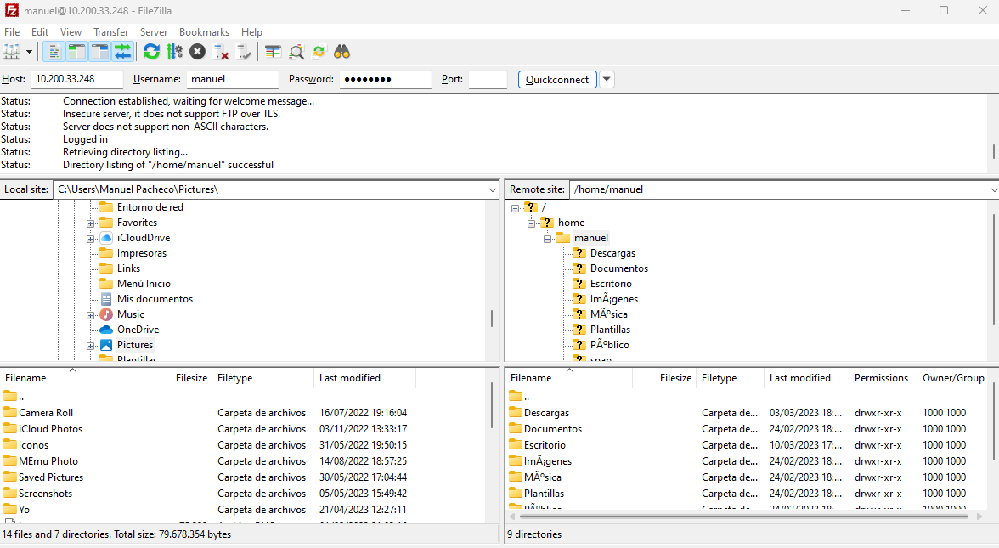 manuel@10.200.33.248 - FileZilla
File Edit View Transfer Server Bookmarks Help
Host: 10.200.33.248 Username: manuel Password: ●●●●●●●● Port: Quickconnect
Status: Connection established, waiting for welcome message...
Status: Insecure server, it does not support FTP over TLS.
Status: Server does not support non-ASCII characters.
Status: Logged in
Status: Retrieving directory listing...
Status: Directory listing of "/home/manuel" successful
Local site: C:\Users\Manuel Pacheco\Pictures\
Entorno de red
Favorites
iCloudDrive
Impresoras
Links
Menú Inicio
Mis documentos
Music
OneDrive
Pictures
Plantillas
Filename Filesize Filetype Last modified
..
Camera Roll Carpeta de archivos 16/07/2022 19:16:04
iCloud Photos Carpeta de archivos 03/11/2022 13:33:17
Iconos Carpeta de archivos 31/05/2022 19:50:15
MEmu Photo Carpeta de archivos 14/08/2022 18:57:25
Saved Pictures Carpeta de archivos 30/05/2022 17:04:44
Screenshots Carpeta de archivos 05/05/2023 15:49:42
Yo Carpeta de archivos 21/04/2023 12:27:11
14 files and 7 directories. Total size: 79.678.354 bytes
Remote site: /home/manuel
/
home
manuel
Descargas
Documentos
Escritorio
ImÃ¡genes
MÃºsica
Plantillas
PÃºblico
snap
Filename Filesize Filetype Last modified Permissions Owner/Group
..
Descargas Carpeta de... 03/03/2023 18:... drwxr-xr-x 1000 1000
Documentos Carpeta de... 24/02/2023 18:... drwxr-xr-x 1000 1000
Escritorio Carpeta de... 10/03/2023 17:... drwxr-xr-x 1000 1000
ImÃ¡genes Carpeta de... 24/02/2023 18:... drwxr-xr-x 1000 1000
MÃºsica Carpeta de... 24/02/2023 18:... drwxr-xr-x 1000 1000
Plantillas Carpeta de... 24/02/2023 18:... drwxr-xr-x 1000 1000
PÃºblico Carpeta de... 24/02/2023 18:... drwxr-xr-x 1000 1000
9 directories